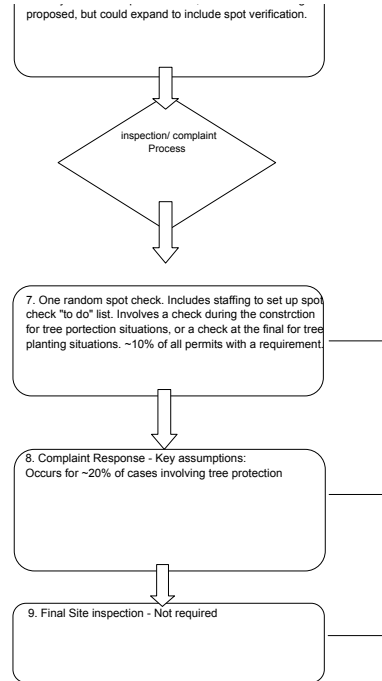 proposed, but could expand to include spot verification.
inspection/ complaint
Process
7. One random spot check. Includes staffing to set up spot
check "to do" list. Involves a check during the constrction
for tree portection situations, or a check at the final for tree
planting situations. ~10% of all permits with a requirement.
8. Complaint Response - Key assumptions:
Occurs for ~20% of cases involving tree protection
9. Final Site inspection - Not required